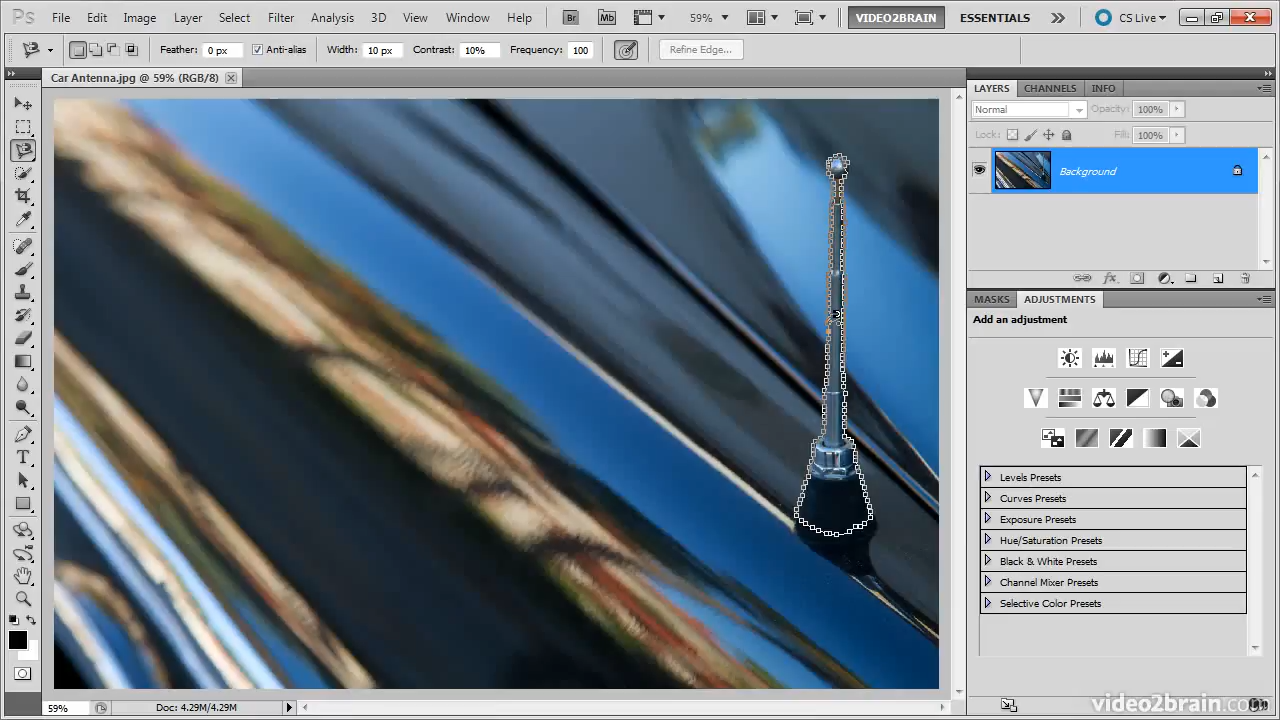 Ps File Edit Image Layer Select Filter Analysis 3D View Window Help Br Mb 59% VIDEO2BRAIN ESSENTIALS CS Live
Feather: 0 px Anti-alias Width: 10 px Contrast: 10% Frequency: 100 Refine Edge...
Car Antenna.jpg @ 59% (RGB/8)
LAYERS CHANNELS INFO
Normal Opacity: 100%
Lock: Fill: 100%
Background
fx
MASKS ADJUSTMENTS
Add an adjustment
Levels Presets
Curves Presets
Exposure Presets
Hue/Saturation Presets
Black & White Presets
Channel Mixer Presets
Selective Color Presets
59% Doc: 4.29M/4.29M
video2brain.com